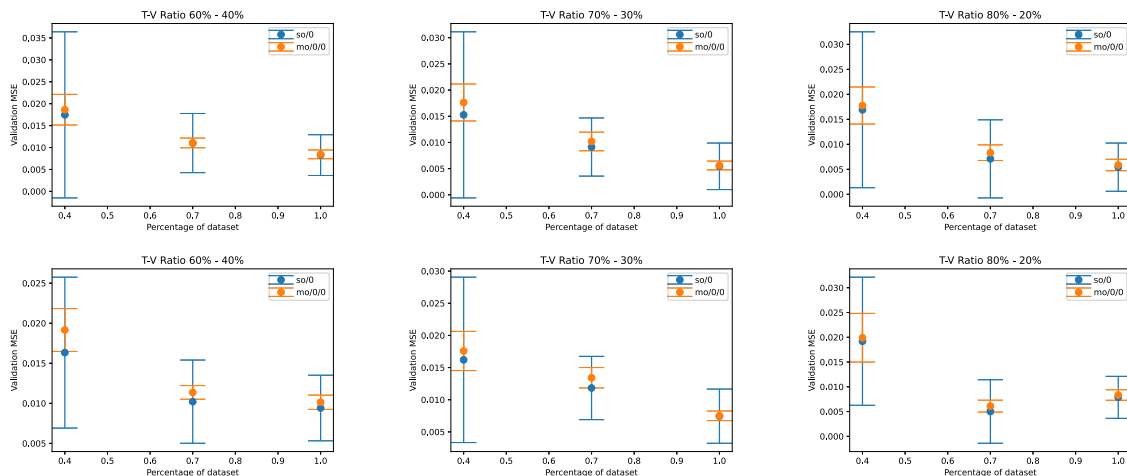 T-V Ratio 60% - 40%
so/0
mo/0/0
0.035
0.030
0.025
0.020
0.015
0.010
0.005
0.000
Validation MSE
0.4 0.5 0.6 0.7 0.8 0.9 1.0
Percentage of dataset
T-V Ratio 70% - 30%
so/0
mo/0/0
0.030
0.025
0.020
0.015
0.010
0.005
0.000
Validation MSE
0.4 0.5 0.6 0.7 0.8 0.9 1.0
Percentage of dataset
T-V Ratio 80% - 20%
so/0
mo/0/0
0.030
0.025
0.020
0.015
0.010
0.005
0.000
Validation MSE
0.4 0.5 0.6 0.7 0.8 0.9 1.0
Percentage of dataset
T-V Ratio 60% - 40%
so/0
mo/0/0
0.025
0.020
0.015
0.010
0.005
Validation MSE
0.4 0.5 0.6 0.7 0.8 0.9 1.0
Percentage of dataset
T-V Ratio 70% - 30%
so/0
mo/0/0
0.030
0.025
0.020
0.015
0.010
0.005
Validation MSE
0.4 0.5 0.6 0.7 0.8 0.9 1.0
Percentage of dataset
T-V Ratio 80% - 20%
so/0
mo/0/0
0.030
0.025
0.020
0.015
0.010
0.005
0.000
Validation MSE
0.4 0.5 0.6 0.7 0.8 0.9 1.0
Percentage of dataset